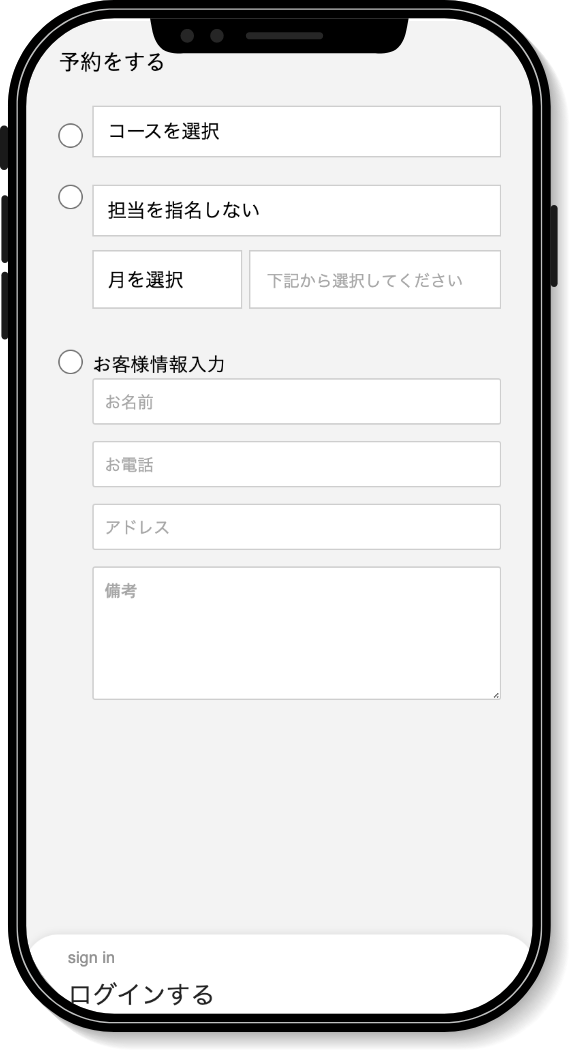 予約をする
コースを選択
担当を指名しない
月を選択
下記から選択してください
お客様情報入力
お名前
お電話
アドレス
備考
sign in
ログインする